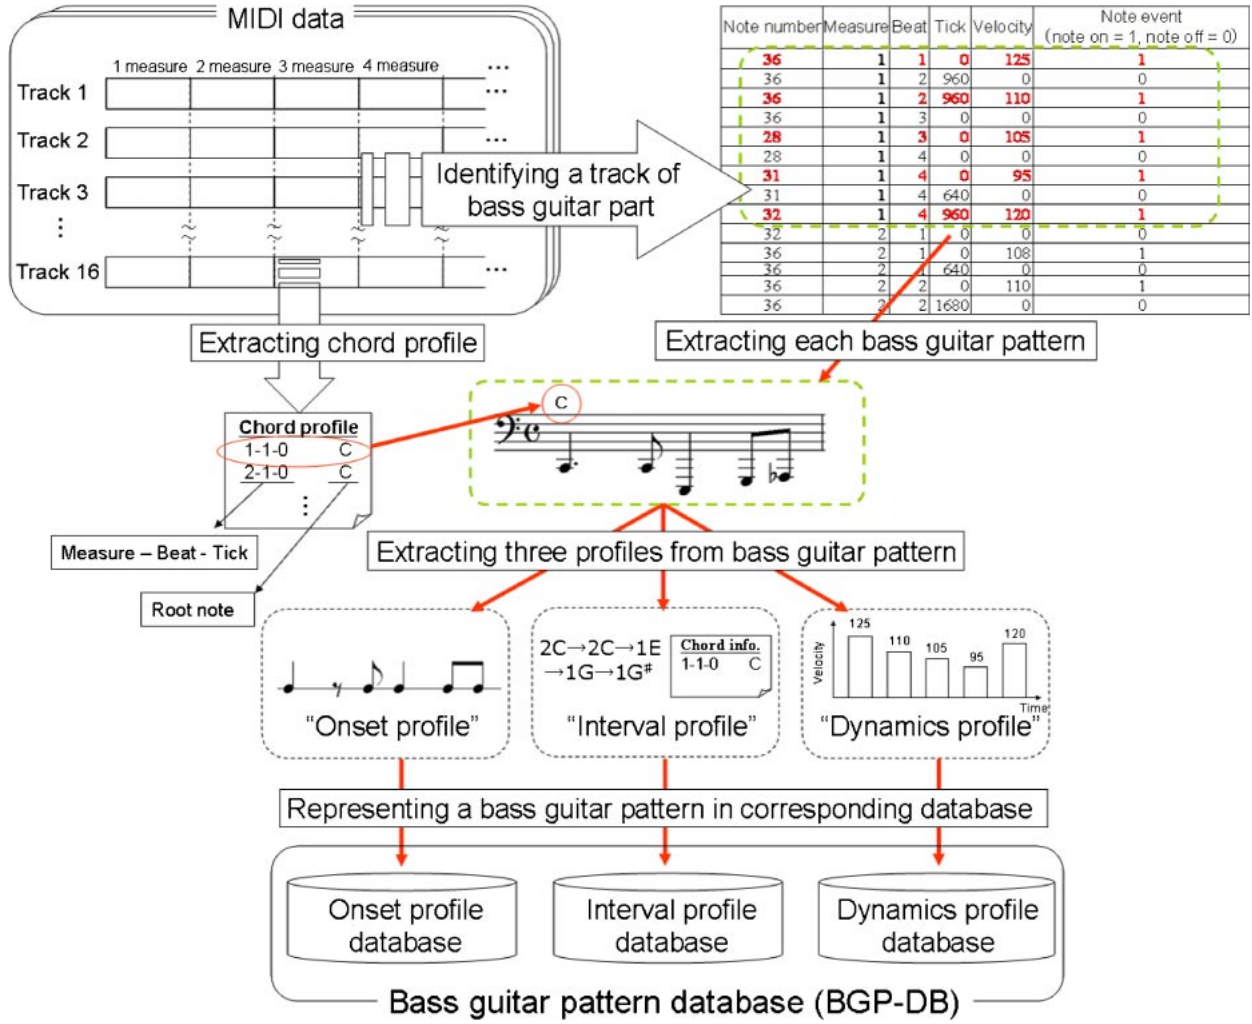 MIDI data
1 measure 2 measure 3 measure 4 measure ...
Track 1 ...
Track 2
Track 3
⋮
Track 16 ...
Identifying a track of
bass guitar part
Note number Measure Beat Tick Velocity Note event
(note on = 1, note off = 0)
36 1 1 0 125 1
36 1 2 960 0 0
36 1 2 960 110 1
36 1 3 0 0 0
28 1 3 0 105 1
28 1 4 0 0 0
31 1 4 0 95 1
31 1 4 640 0 0
32 1 4 960 120 1
32 2 1 0 0 0
36 2 1 0 108 1
36 2 1 640 0 0
36 2 2 0 110 1
36 2 2 1680 0 0
Extracting chord profile
Extracting each bass guitar pattern
Chord profile
1-1-0 C
2-1-0 C
⋮
C
Measure – Beat - Tick
Root note
Extracting three profiles from bass guitar pattern
2C→2C→1E
→1G→1G#
Chord info.
1-1-0 C
Velocity
125
110
105
95
120
Time
“Onset profile”
“Interval profile”
“Dynamics profile”
Representing a bass guitar pattern in corresponding database
Onset profile
database
Interval profile
database
Dynamics profile
database
Bass guitar pattern database (BGP-DB)